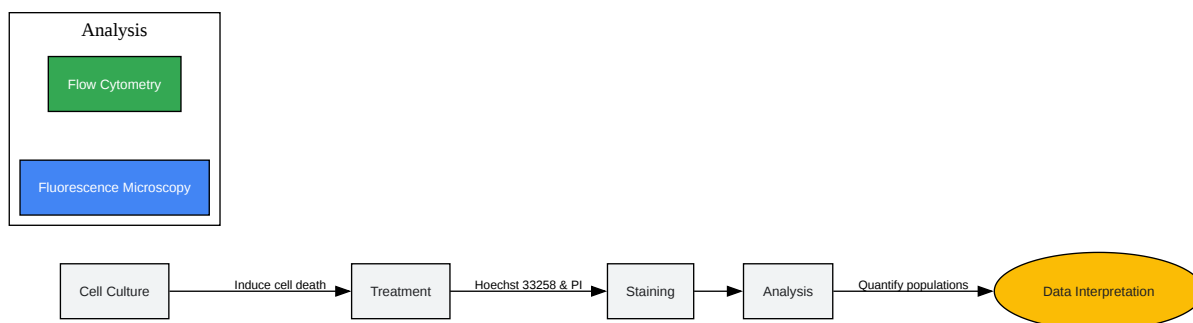 Analysis
Flow Cytometry
Fluorescence Microscopy
Cell Culture
Induce cell death
Treatment
Hoechst 33258 & PI
Staining
Analysis
Quantify populations
Data Interpretation